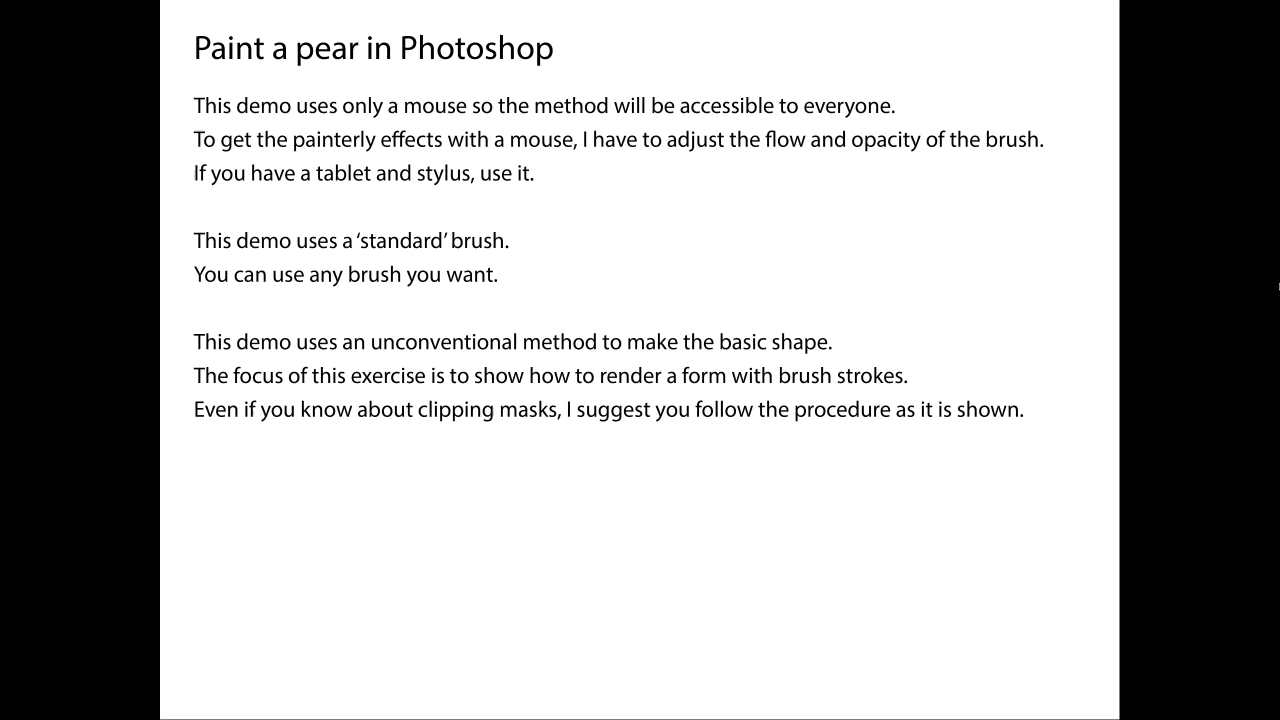 Paint a pear in Photoshop
This demo uses only a mouse so the method will be accessible to everyone.
To get the painterly effects with a mouse, I have to adjust the flow and opacity of the brush.
If you have a tablet and stylus, use it.
This demo uses a ‘standard’ brush.
You can use any brush you want.
This demo uses an unconventional method to make the basic shape.
The focus of this exercise is to show how to render a form with brush strokes.
Even if you know about clipping masks, I suggest you follow the procedure as it is shown.